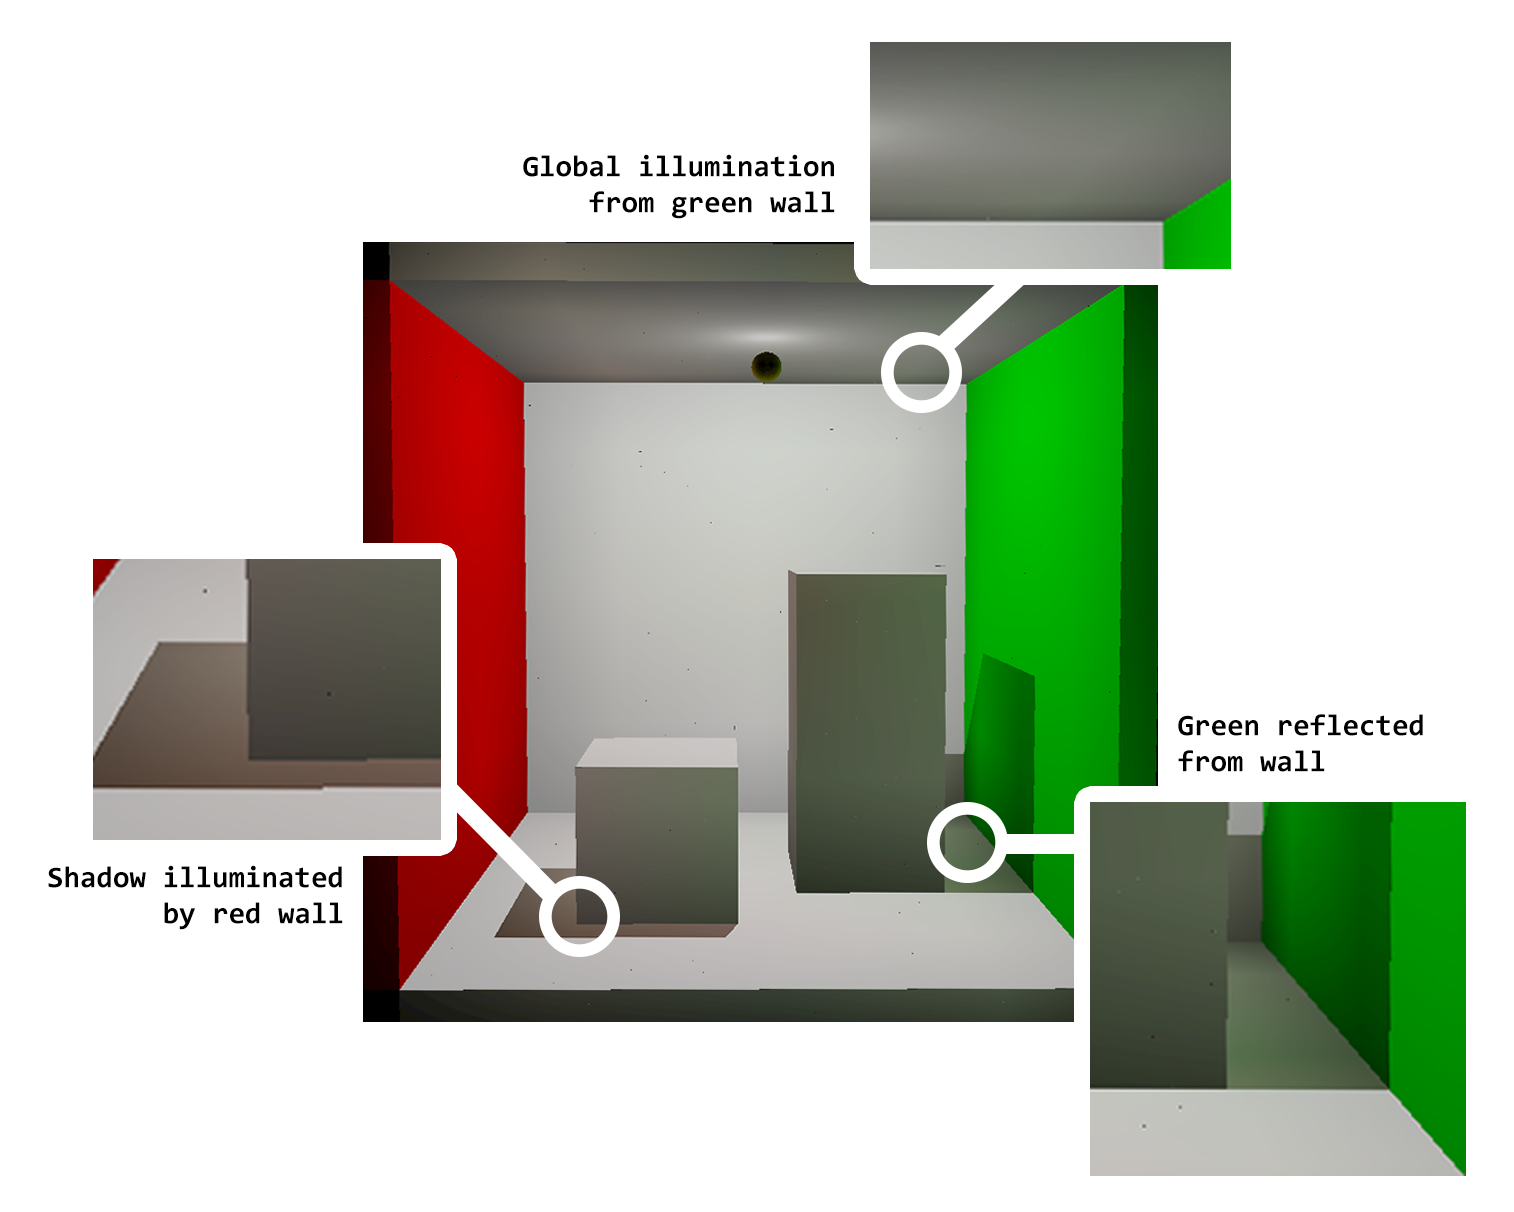 Global illumination
from green wall
Green reflected
from wall
Shadow illuminated
by red wall